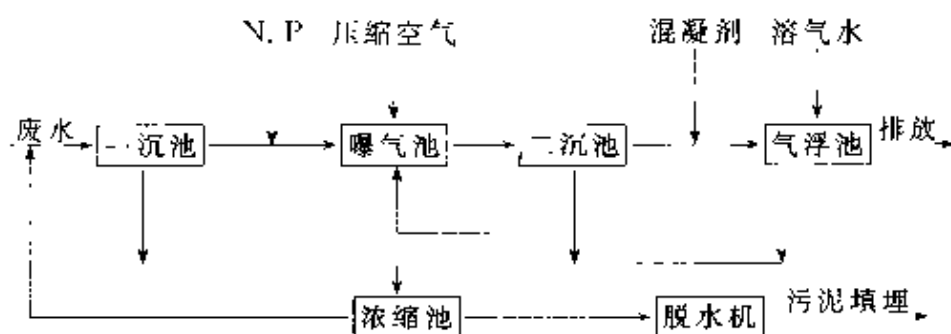 N.P 压缩空气 混凝剂 溶气水
废水 一沉池 曝气池 二沉池 气浮池 排放
浓缩池 脱水机 污泥填埋